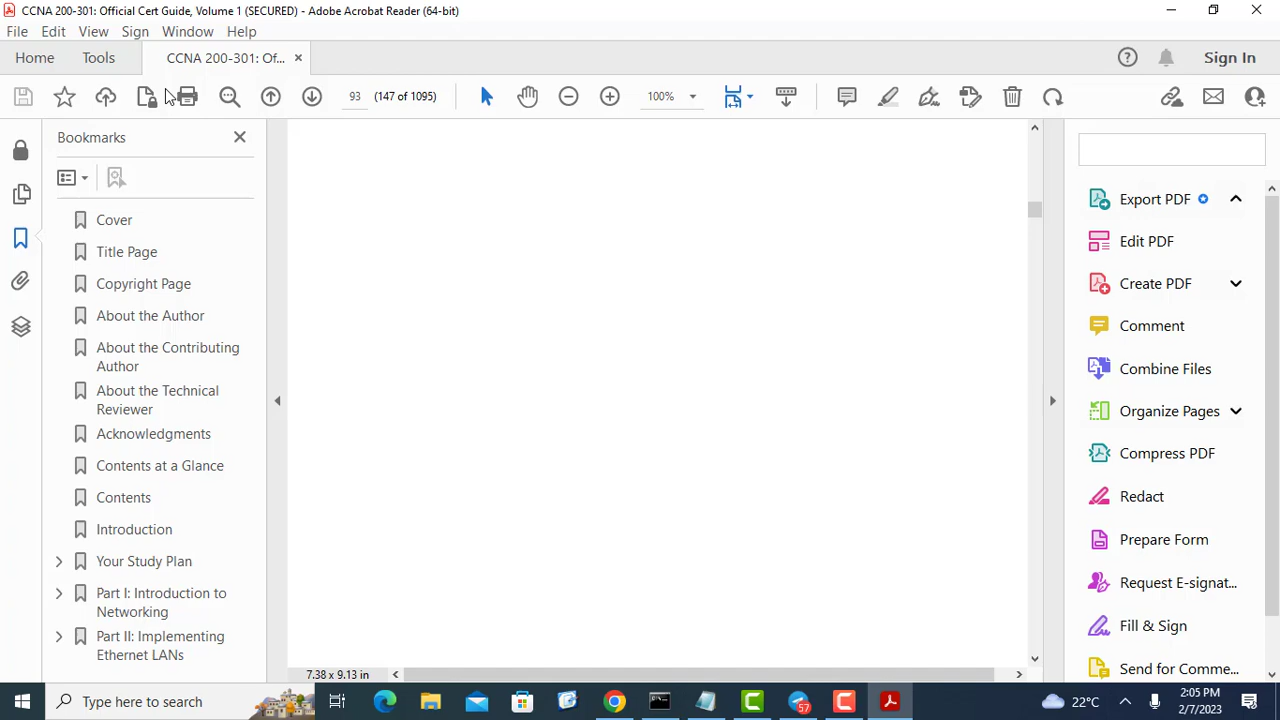 CCNA 200-301: Official Cert Guide, Volume 1 (SECURED) - Adobe Acrobat Reader (64-bit)
File Edit View Sign Window Help
Home Tools CCNA 200-301: Of... Sign In
93 (147 of 1095) 100%
Bookmarks
Cover
Title Page
Copyright Page
About the Author
About the Contributing
Author
About the Technical
Reviewer
Acknowledgments
Contents at a Glance
Contents
Introduction
Your Study Plan
Part I: Introduction to
Networking
Part II: Implementing
Ethernet LANs
7.38 x 9.13 in
Export PDF
Edit PDF
Create PDF
Comment
Combine Files
Organize Pages
Compress PDF
Redact
Prepare Form
Request E-signat...
Fill & Sign
Send for Comme...
Type here to search
57
22°C
2:05 PM
2/7/2023